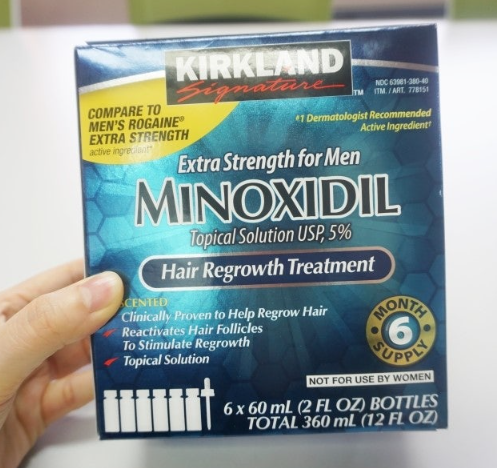 KIRKLAND
Signature™
NDC 63981-380-40
ITM. / ART. 778151
COMPARE TO
MEN'S ROGAINE®
EXTRA STRENGTH
active ingredient*
#1 Dermatologist Recommended
Active Ingredient†
Extra Strength for Men
MINOXIDIL
Topical Solution USP, 5%
Hair Regrowth Treatment
Clinically Proven to Help Regrow Hair
Reactivates Hair Follicles
To Stimulate Regrowth
Topical Solution
MONTH
6
SUPPLY
NOT FOR USE BY WOMEN
6 x 60 mL (2 FL OZ) BOTTLES
TOTAL 360 mL (12 FL OZ)